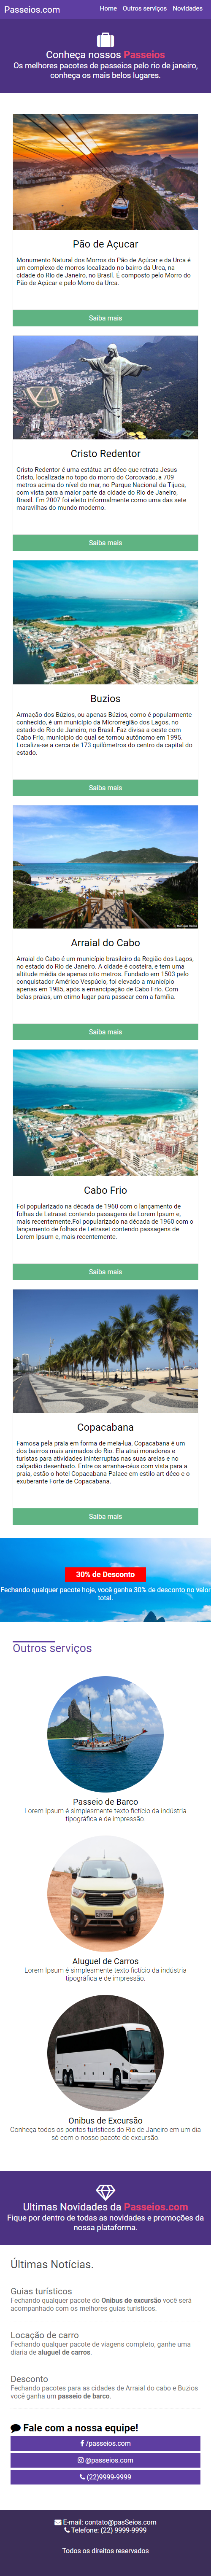 Passeios.com
Home Outros serviços Novidades
Conheça nossos Passeios
Os melhores pacotes de passeios pelo rio de janeiro,
conheça os mais belos lugares.
Pão de Açucar
Monumento Natural dos Morros do Pão de Açúcar e da Urca é
um complexo de morros localizado no bairro da Urca, na
cidade do Rio de Janeiro, no Brasil. É composto pelo Morro do
Pão de Açúcar e pelo Morro da Urca.
Saiba mais
Cristo Redentor
Cristo Redentor é uma estátua art déco que retrata Jesus
Cristo, localizada no topo do morro do Corcovado, a 709
metros acima do nível do mar, no Parque Nacional da Tijuca,
com vista para a maior parte da cidade do Rio de Janeiro,
Brasil. Em 2007 foi eleito informalmente como uma das sete
maravilhas do mundo moderno.
Saiba mais
Buzios
Armação dos Búzios, ou apenas Búzios, como é popularmente
conhecido, é um município da Microrregião dos Lagos, no
estado do Rio de Janeiro, no Brasil. Faz divisa a oeste com
Cabo Frio, município do qual se tornou autônomo em 1995.
Localiza-se a cerca de 173 quilômetros do centro da capital do
estado.
Saiba mais
Arraial do Cabo
Arraial do Cabo é um município brasileiro da Região dos Lagos,
no estado do Rio de Janeiro. A cidade é costeira, e tem uma
altitude média de apenas oito metros. Fundado em 1503 pelo
conquistador Américo Vespúcio, foi elevado a município
apenas em 1985, após a emancipação de Cabo Frio. Com
belas praias, um otimo lugar para passear com a familia.
Saiba mais
Cabo Frio
Foi popularizado na década de 1960 com o lançamento de
folhas de Letraset contendo passagens de Lorem Ipsum e,
mais recentemente.Foi popularizado na década de 1960 com o
lançamento de folhas de Letraset contendo passagens de
Lorem Ipsum e, mais recentemente.
Saiba mais
Copacabana
Famosa pela praia em forma de meia-lua, Copacabana é um
dos bairros mais animados do Rio. Ela atrai moradores e
turistas para atividades ininterruptas nas suas areias e no
calçadão desenhado. Entre os arranha-céus com vista para a
praia, estão o hotel Copacabana Palace em estilo art déco e o
exuberante Forte de Copacabana.
Saiba mais
30% de Desconto
Fechando qualquer pacote hoje, você ganha 30% de desconto no valor
total.
Outros serviços
Passeio de Barco
Lorem Ipsum é simplesmente texto fictício da indústria
tipográfica e de impressão.
Aluguel de Carros
Lorem Ipsum é simplesmente texto fictício da indústria
tipográfica e de impressão.
Onibus de Excursão
Conheça todos os pontos turísticos do Rio de Janeiro em um dia
só com o nosso pacote de excursão.
Ultimas Novidades da Passeios.com
Fique por dentro de todas as novidades e promoções da
nossa plataforma.
Últimas Notícias.
Guias turísticos
Fechando qualquer pacote do Onibus de excursão você será
acompanhado com os melhores guias turísticos.
Locação de carro
Fechando qualquer pacote de viagens completo, ganhe uma
diaria de aluguel de carros.
Desconto
Fechando pacotes para as cidades de Arraial do cabo e Buzios
você ganha um passeio de barco.
Fale com a nossa equipe!
/passeios.com
@passeios.com
(22)9999-9999
E-mail: contato@pasSeios.com
Telefone: (22) 9999-9999
Todos os direitos reservados